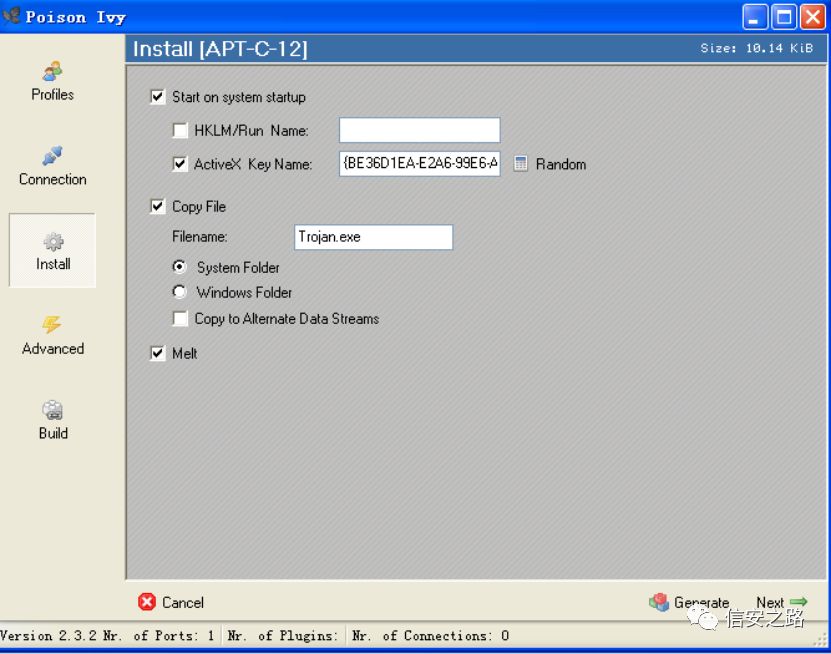 Poison Ivy
Install [APT-C-12]
Size: 10.14 KiB
Profiles
Connection
Install
Advanced
Build
Start on system startup
HKLM/Run Name:
ActiveX Key Name: {BE36D1EA-E2A6-99E6-A Random
Copy File
Filename: Trojan.exe
System Folder
Windows Folder
Copy to Alternate Data Streams
Melt
Cancel
Generate
Next
信安之路
Version 2.3.2 Nr. of Ports: 1 Nr. of Plugins: Nr. of Connections: 0